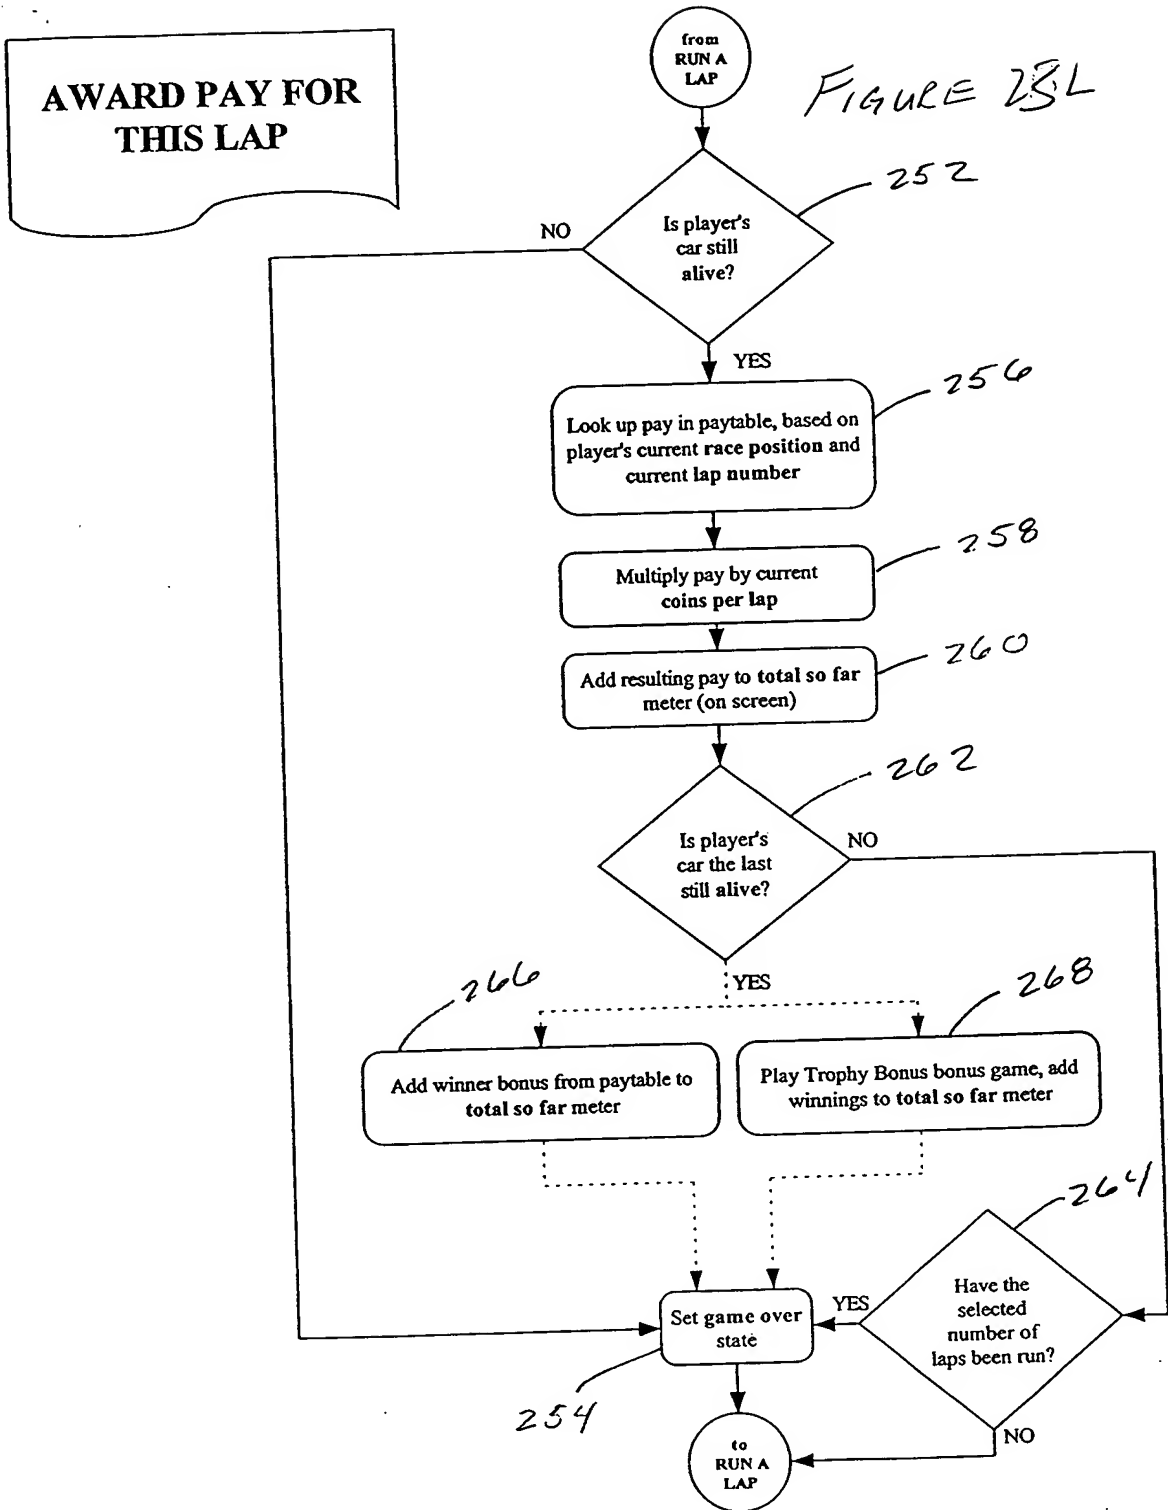 AWARD PAY FOR
THIS LAP
from
RUN A
LAP
FIGURE 23L
252
Is player's
car still
alive?
NO
YES
256
Look up pay in paytable, based on
player's current race position and
current lap number
258
Multiply pay by current
coins per lap
260
Add resulting pay to total so far
meter (on screen)
262
Is player's
car the last
still alive?
NO
YES
266
268
Add winner bonus from paytable to
total so far meter
Play Trophy Bonus bonus game, add
winnings to total so far meter
264
Have the
selected
number of
laps been run?
YES
Set game over
state
254
NO
to
RUN A
LAP